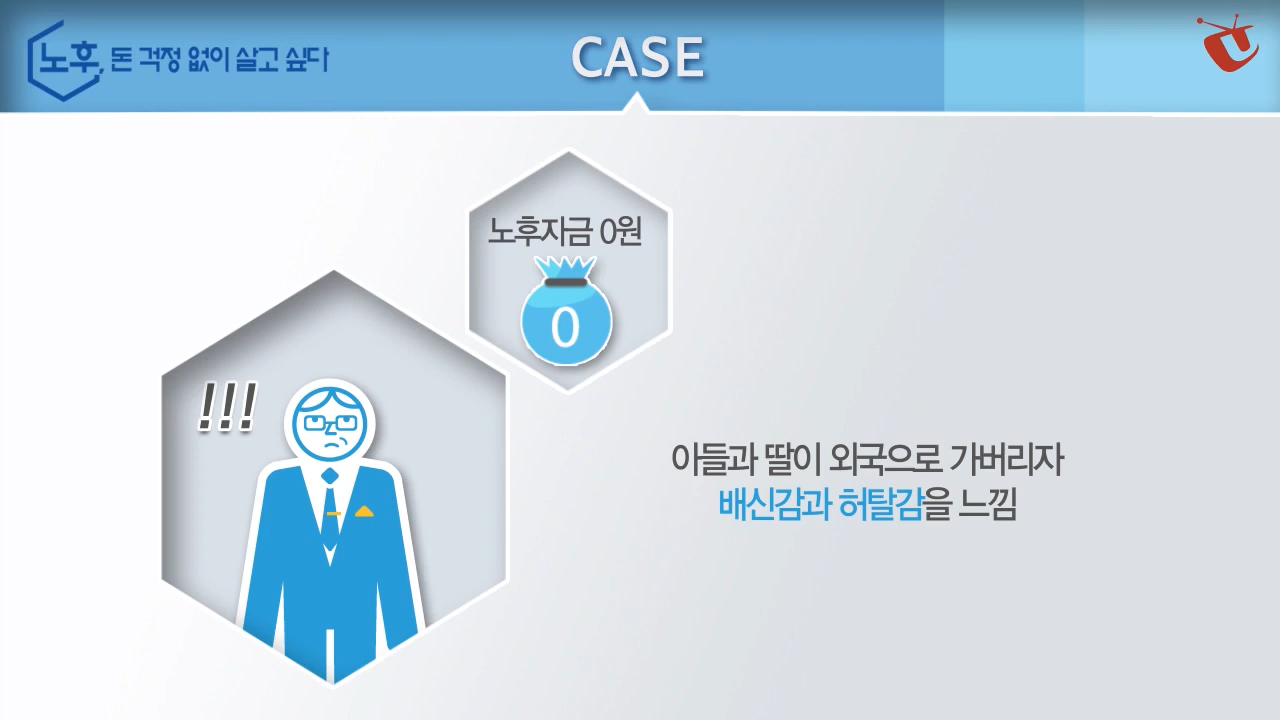 노후, 돈 걱정 없이 살고 싶다
CASE
노후자금 0원
0
!!!
아들과 딸이 외국으로 가버리자
배신감과 허탈감을 느낌